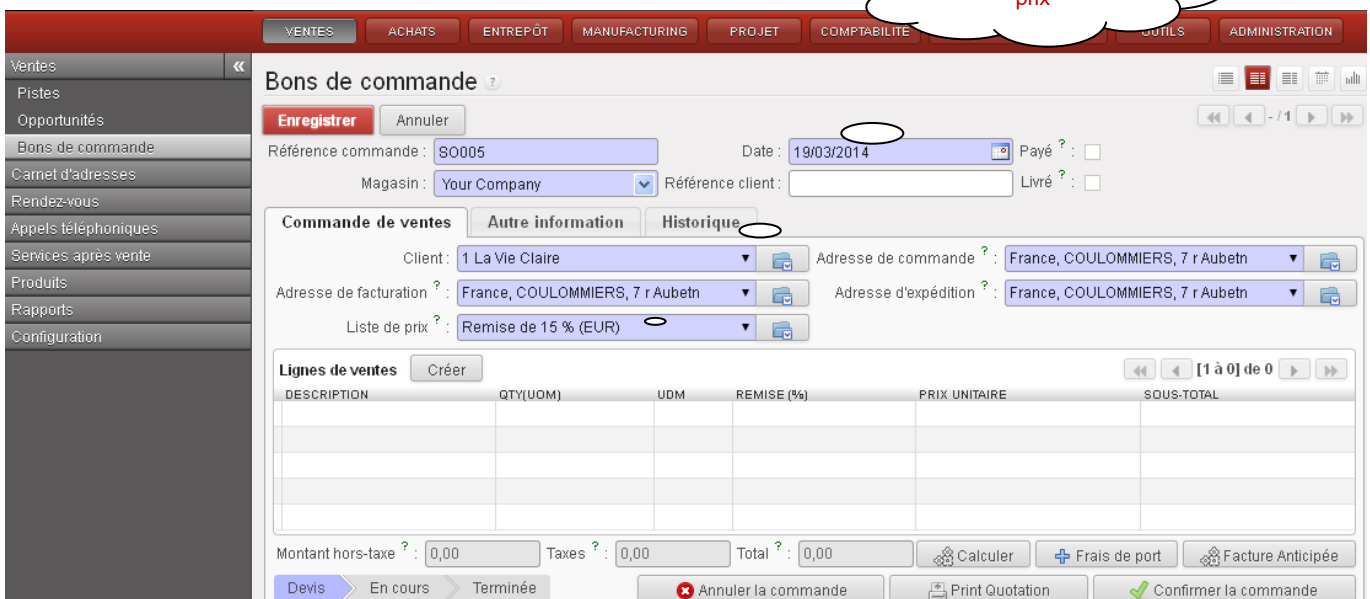 prix
VENTES ACHATS ENTREPÔT MANUFACTURING PROJET COMPTABILITÉ OUTILS ADMINISTRATION
Ventes «
Pistes
Opportunités
Bons de commande
Carnet d'adresses
Rendez-vous
Appels téléphoniques
Services après vente
Produits
Rapports
Configuration
Bons de commande ?
Enregistrer Annuler - / 1
Référence commande : SO005 Date : 19/03/2014 Payé ? :
Magasin : Your Company Référence client : Livré ? :
Commande de ventes Autre information Historique
Client : 1 La Vie Claire Adresse de commande ? : France, COULOMMIERS, 7 r Aubetn
Adresse de facturation ? : France, COULOMMIERS, 7 r Aubetn Adresse d'expédition ? : France, COULOMMIERS, 7 r Aubetn
Liste de prix ? : Remise de 15 % (EUR)
Lignes de ventes Créer [1 à 0] de 0
DESCRIPTION QTY(UOM) UDM REMISE (%) PRIX UNITAIRE SOUS-TOTAL
Montant hors-taxe ? : 0,00 Taxes ? : 0,00 Total ? : 0,00 Calculer Frais de port Facture Anticipée
Devis En cours Terminée Annuler la commande Print Quotation Confirmer la commande